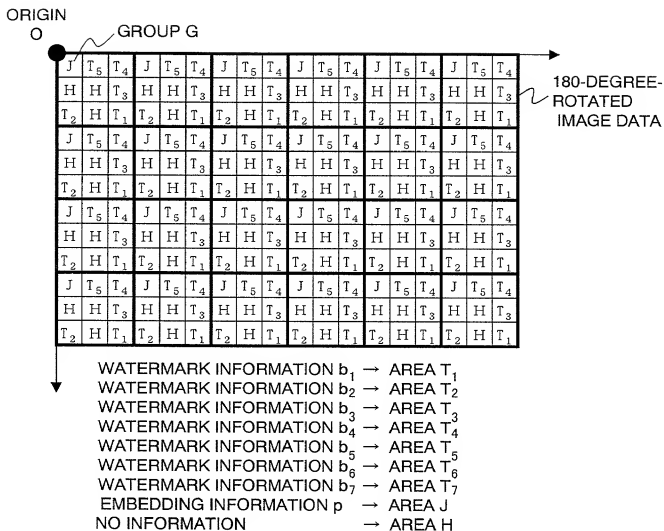 ORIGIN
O
GROUP G
J T5 T4 J T5 T4 J T5 T4 J T5 T4 J T5 T4 J T5 T4
H H T3 H H T3 H H T3 H H T3 H H T3 H H T3
T2 H T1 T2 H T1 T2 H T1 T2 H T1 T2 H T1 T2 H T1
J T5 T4 J T5 T4 J T5 T4 J T5 T4 J T5 T4 J T5 T4
H H T3 H H T3 H H T3 H H T3 H H T3 H H T3
T2 H T1 T2 H T1 T2 H T1 T2 H T1 T2 H T1 T2 H T1
J T5 T4 J T5 T4 J T5 T4 J T5 T4 J T5 T4 J T5 T4
H H T3 H H T3 H H T3 H H T3 H H T3 H H T3
T2 H T1 T2 H T1 T2 H T1 T2 H T1 T2 H T1 T2 H T1
J T5 T4 J T5 T4 J T5 T4 J T5 T4 J T5 T4 J T5 T4
H H T3 H H T3 H H T3 H H T3 H H T3 H H T3
T2 H T1 T2 H T1 T2 H T1 T2 H T1 T2 H T1 T2 H T1
180-DEGREE-
ROTATED
IMAGE DATA
WATERMARK INFORMATION b1 → AREA T1
WATERMARK INFORMATION b2 → AREA T2
WATERMARK INFORMATION b3 → AREA T3
WATERMARK INFORMATION b4 → AREA T4
WATERMARK INFORMATION b5 → AREA T5
WATERMARK INFORMATION b6 → AREA T6
WATERMARK INFORMATION b7 → AREA T7
EMBEDDING INFORMATION p → AREA J
NO INFORMATION → AREA H